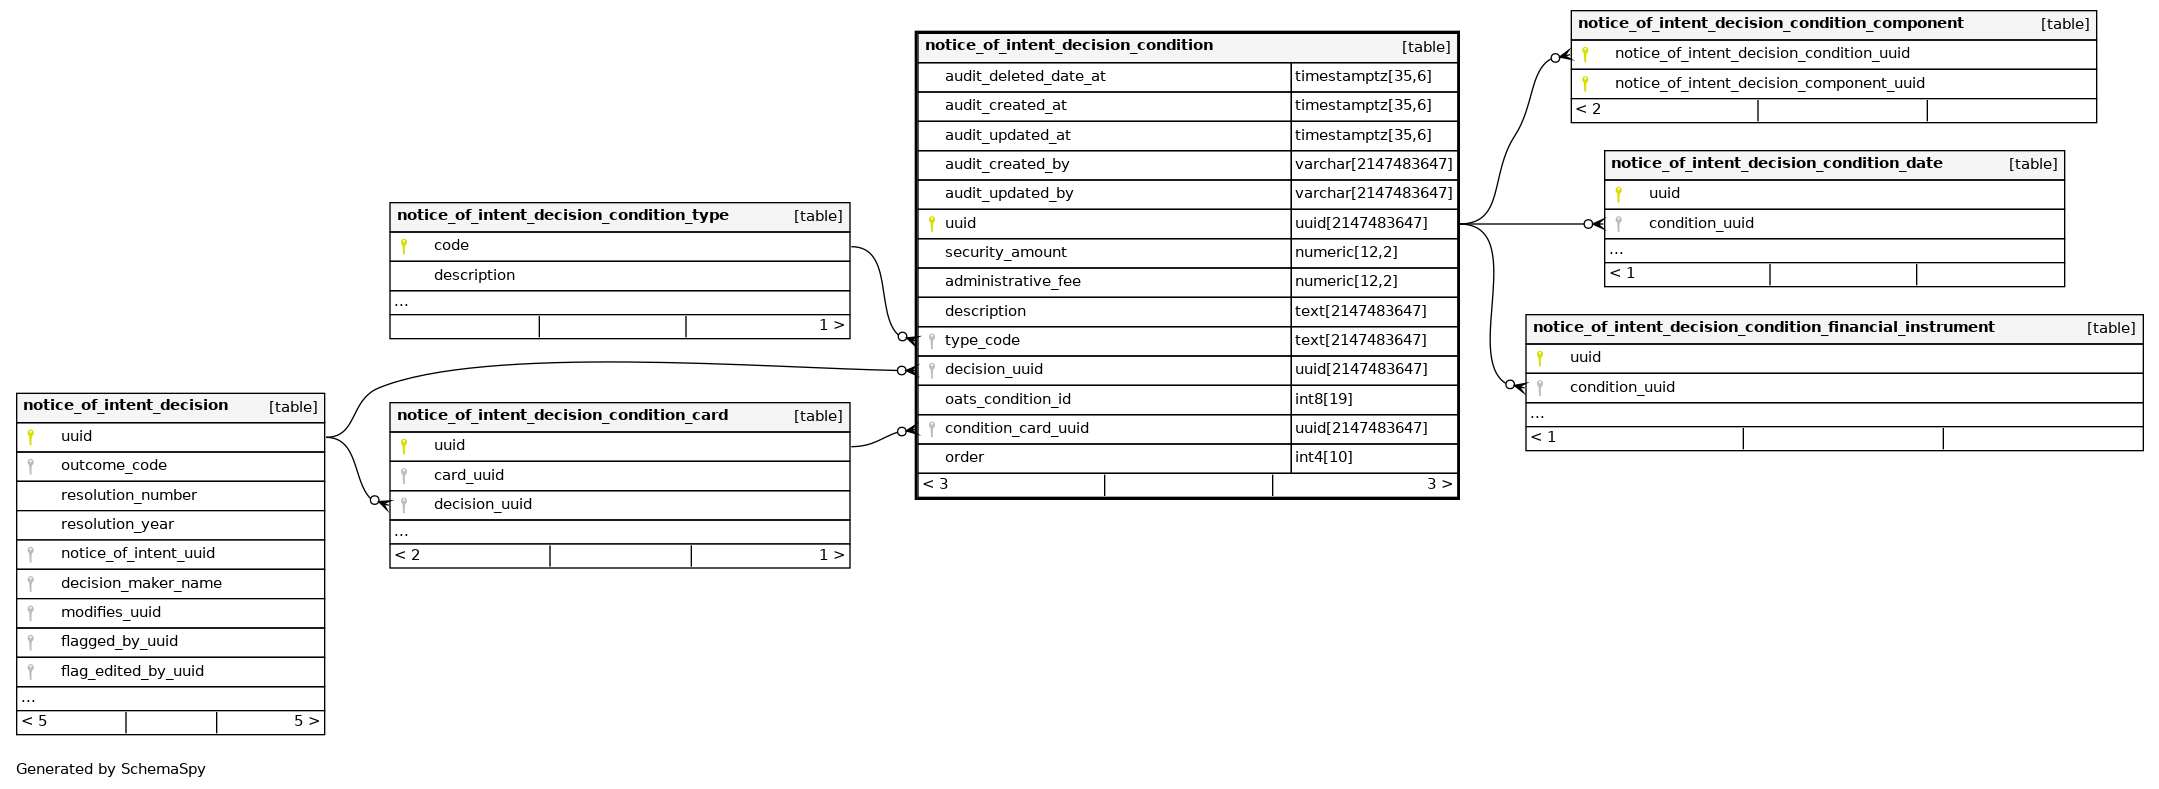 notice_of_intent_decision_condition_component [table]
notice_of_intent_decision_condition_uuid
notice_of_intent_decision_component_uuid
< 2
notice_of_intent_decision_condition [table]
audit_deleted_date_at timestamptz[35,6]
audit_created_at timestamptz[35,6]
audit_updated_at timestamptz[35,6]
audit_created_by varchar[2147483647]
audit_updated_by varchar[2147483647]
uuid uuid[2147483647]
security_amount numeric[12,2]
administrative_fee numeric[12,2]
description text[2147483647]
type_code text[2147483647]
decision_uuid uuid[2147483647]
oats_condition_id int8[19]
condition_card_uuid uuid[2147483647]
order int4[10]
< 3 3 >
notice_of_intent_decision_condition_date [table]
uuid
condition_uuid
...
< 1
notice_of_intent_decision_condition_type [table]
code
description
...
1 >
notice_of_intent_decision_condition_financial_instrument [table]
uuid
condition_uuid
...
< 1
notice_of_intent_decision [table]
uuid
outcome_code
resolution_number
resolution_year
notice_of_intent_uuid
decision_maker_name
modifies_uuid
flagged_by_uuid
flag_edited_by_uuid
...
< 5 5 >
notice_of_intent_decision_condition_card [table]
uuid
card_uuid
decision_uuid
...
< 2 1 >
Generated by SchemaSpy